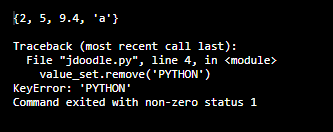 {2, 5, 9.4, 'a'}
Traceback (most recent call last):
  File "jdoodle.py", line 4, in <module>
    value_set.remove('PYTHON')
KeyError: 'PYTHON'
Command exited with non-zero status 1